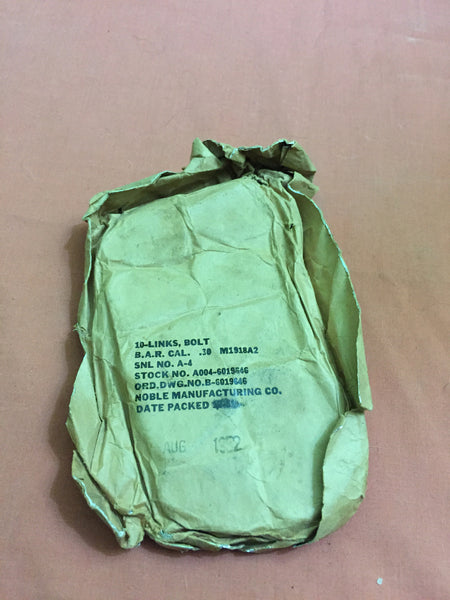 10-LINKS, BOLT
B.A.R. CAL. .30 M1918A2
SNL NO. A-4
STOCK NO. A004-6019646
ORD.DWG.NO.B-6019646
NOBLE MANUFACTURING CO.
DATE PACKED
AUG